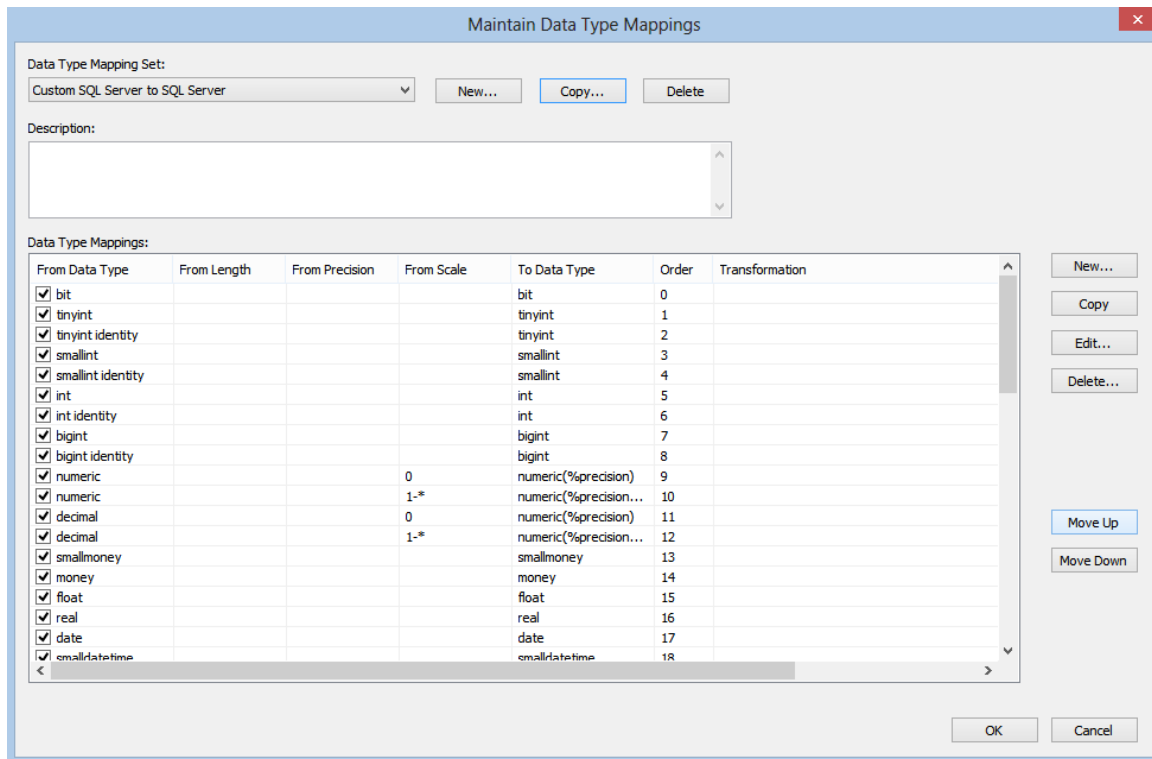 Maintain Data Type Mappings
Data Type Mapping Set:
Custom SQL Server to SQL Server New... Copy... Delete
Description:
Data Type Mappings:
From Data Type From Length From Precision From Scale To Data Type Order Transformation
bit bit 0
tinyint tinyint 1
tinyint identity tinyint 2
smallint smallint 3
smallint identity smallint 4
int int 5
int identity int 6
bigint bigint 7
bigint identity bigint 8
numeric 0 numeric(%precision) 9
numeric 1-* numeric(%precision... 10
decimal 0 numeric(%precision) 11
decimal 1-* numeric(%precision... 12
smallmoney smallmoney 13
money money 14
float float 15
real real 16
date date 17
smalldatetime smalldatetime 18
New...
Copy
Edit...
Delete...
Move Up
Move Down
OK Cancel